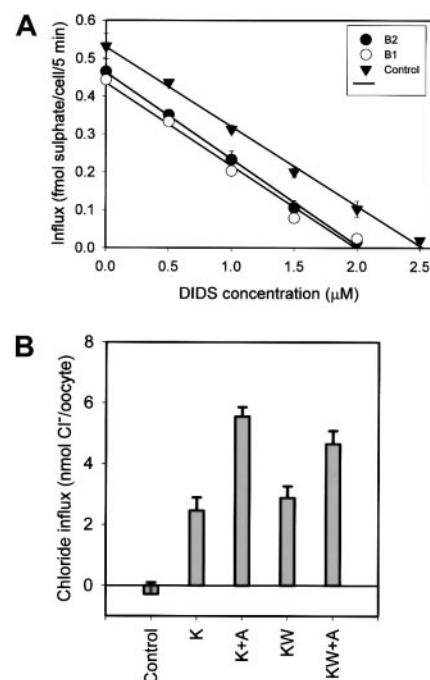 A
0.6
0.5
0.4
0.3
0.2
0.1
0.0
Influx (fmol sulphate/cell/5 min)
B2
B1
Control
0.0 0.5 1.0 1.5 2.0 2.5
DIDS concentration (μM)
B
8
6
4
2
0
Chloride influx (nmol Cl⁻/oocyte)
Control K K+A KW KW+A